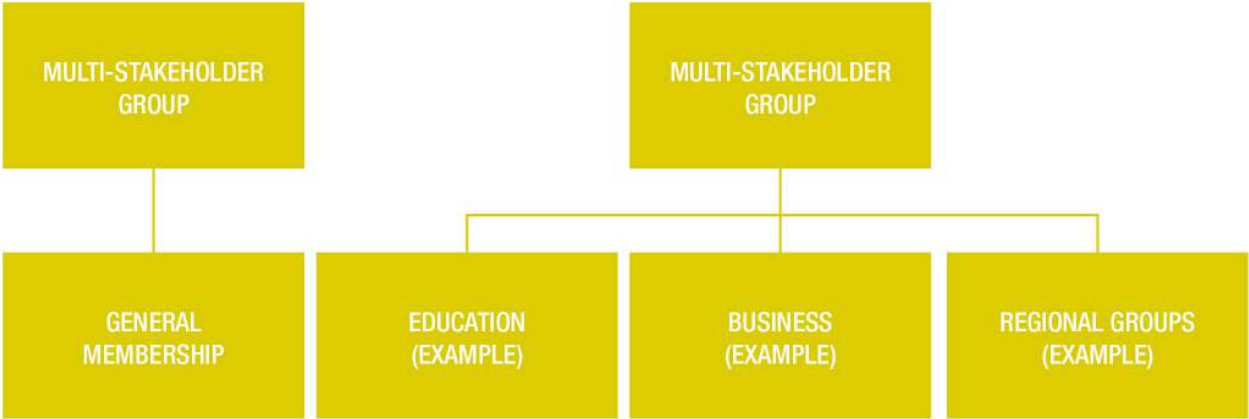 MULTI-STAKEHOLDER
GROUP
MULTI-STAKEHOLDER
GROUP
GENERAL
MEMBERSHIP
EDUCATION
(EXAMPLE)
BUSINESS
(EXAMPLE)
REGIONAL GROUPS
(EXAMPLE)